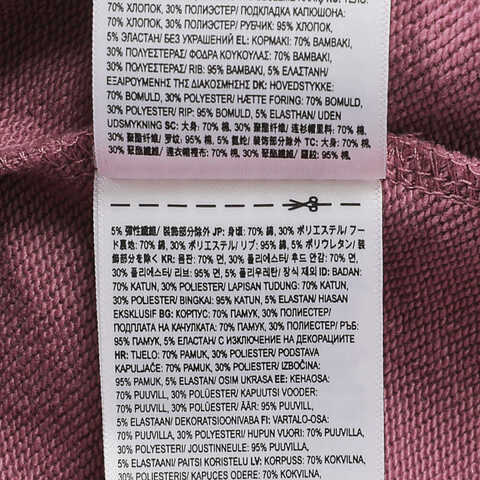 70% ХЛОПОК, 30% ПОЛИЭСТЕР/ ПОДКЛАДКА КАПЮШОНА:
70% ХЛОПОК, 30% ПОЛИЭСТЕР/ РУБЧИК: 95% ХЛОПОК,
5% ЭЛАСТАН/ БЕЗ УКРАШЕНИЙ EL: ΚΟΡΜΑΚΙ: 70% ΒΑΜΒΑΚΙ,
30% ΠΟΛΥΕΣΤΕΡΑΣ/ ΦΟΔΡΑ ΚΟΥΚΟΥΛΑΣ: 70% ΒΑΜΒΑΚΙ,
30% ΠΟΛΥΕΣΤΕΡΑΣ/ RIB: 95% ΒΑΜΒΑΚΙ, 5% ΕΛΑΣΤΑΝΗ/
ΕΞΑΙΡΟΥΜΕΝΗΣ ΤΗΣ ΔΙΑΚΟΣΜΗΣΗΣ DK: HOVEDSTYKKE:
70% BOMULD, 30% POLYESTER/ HÆTTE FORING: 70% BOMULD,
30% POLYESTER/ RIP: 95% BOMULD, 5% ELASTHAN/ UDEN
UDSMYKNING SC: 大身: 70% 棉, 30% 聚酯纤维/ 连衫帽里料: 70% 棉,
30% 聚酯纤维/ 罗纹: 95% 棉, 5% 氨纶/ 装饰部分除外 TC: 大身: 70% 棉,
30% 聚酯纖維/ 連衣帽裡布: 70% 棉, 30% 聚酯纖維/ 羅紋: 95% 棉,
5% 彈性纖維/ 裝飾部分除外 JP: 身頃: 70% 綿, 30% ポリエステル/ フー
ド裏地: 70% 綿, 30% ポリエステル/ リブ: 95% 綿, 5% ポリウレタン/ 装
飾部分を除く KR: 몸판: 70% 면, 30% 폴리에스터/ 후드 안감: 70% 면,
30% 폴리에스터/ 리브: 95% 면, 5% 폴리우레탄/ 장식 제외 ID: BADAN:
70% KATUN, 30% POLIESTER/ LAPISAN TUDUNG: 70% KATUN,
30% POLIESTER/ BINGKAI: 95% KATUN, 5% ELASTAN/ HIASAN
EKSKLUSIF BG: КОРПУС: 70% ПАМУК, 30% ПОЛИЕСТЕР/
ПОДПЛАТА НА КАЧУЛКАТА: 70% ПАМУК, 30% ПОЛИЕСТЕР/ РЪБ:
95% ПАМУК, 5% ЕЛАСТАН/ С ИЗКЛЮЧЕНИЕ НА ДЕКОРАЦИИТЕ
HR: TIJELO: 70% PAMUK, 30% POLIESTER/ PODSTAVA
KAPULJAČE: 70% PAMUK, 30% POLIESTER/ IZBOČINA:
95% PAMUK, 5% ELASTAN/ OSIM UKRASA EE: KEHAOSA:
70% PUUVILL, 30% POLÜESTER/ KAPUUTSI VOODER:
70% PUUVILL, 30% POLÜESTER/ ÄÄR: 95% PUUVILL,
5% ELASTAAN/ DEKORATSIOONIVABA FI: VARTALO-OSA:
70% PUUVILLA, 30% POLYESTERI/ HUPUN VUORI: 70% PUUVILLA,
30% POLYESTERI/ JOUSTINNEULE: 95% PUUVILLA,
5% ELASTAANI/ PAITSI KORISTELU LV: KORPUSS: 70% KOKVILNA,
30% POLIESTERIS/ KAPUCES ODERE: 70% KOKVILNA,